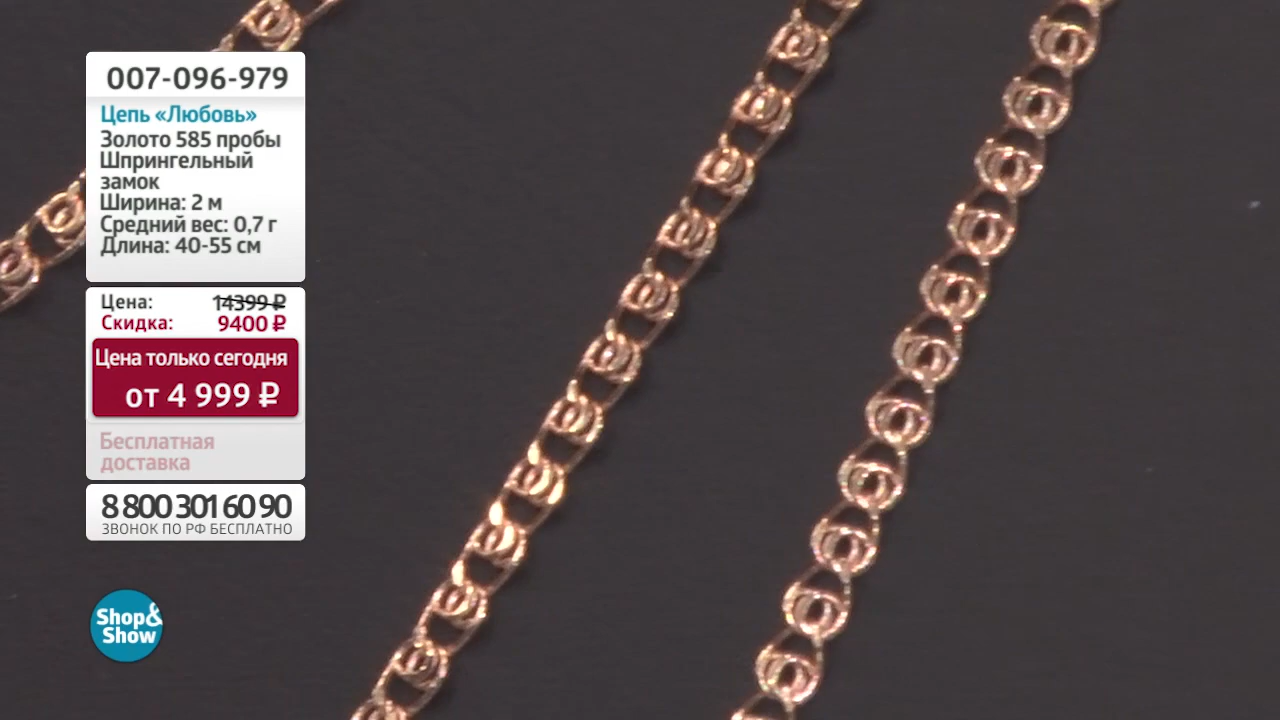 007-096-979
Цепь «Любовь»
Золото 585 пробы
Шпрингельный
замок
Ширина: 2 м
Средний вес: 0,7 г
Длина: 40-55 см
Цена: 14399 ₽
Скидка: 9400 ₽
Цена только сегодня
от 4 999 ₽
Бесплатная
доставка
8 800 301 60 90
ЗВОНОК ПО РФ БЕСПЛАТНО
Shop&
Show